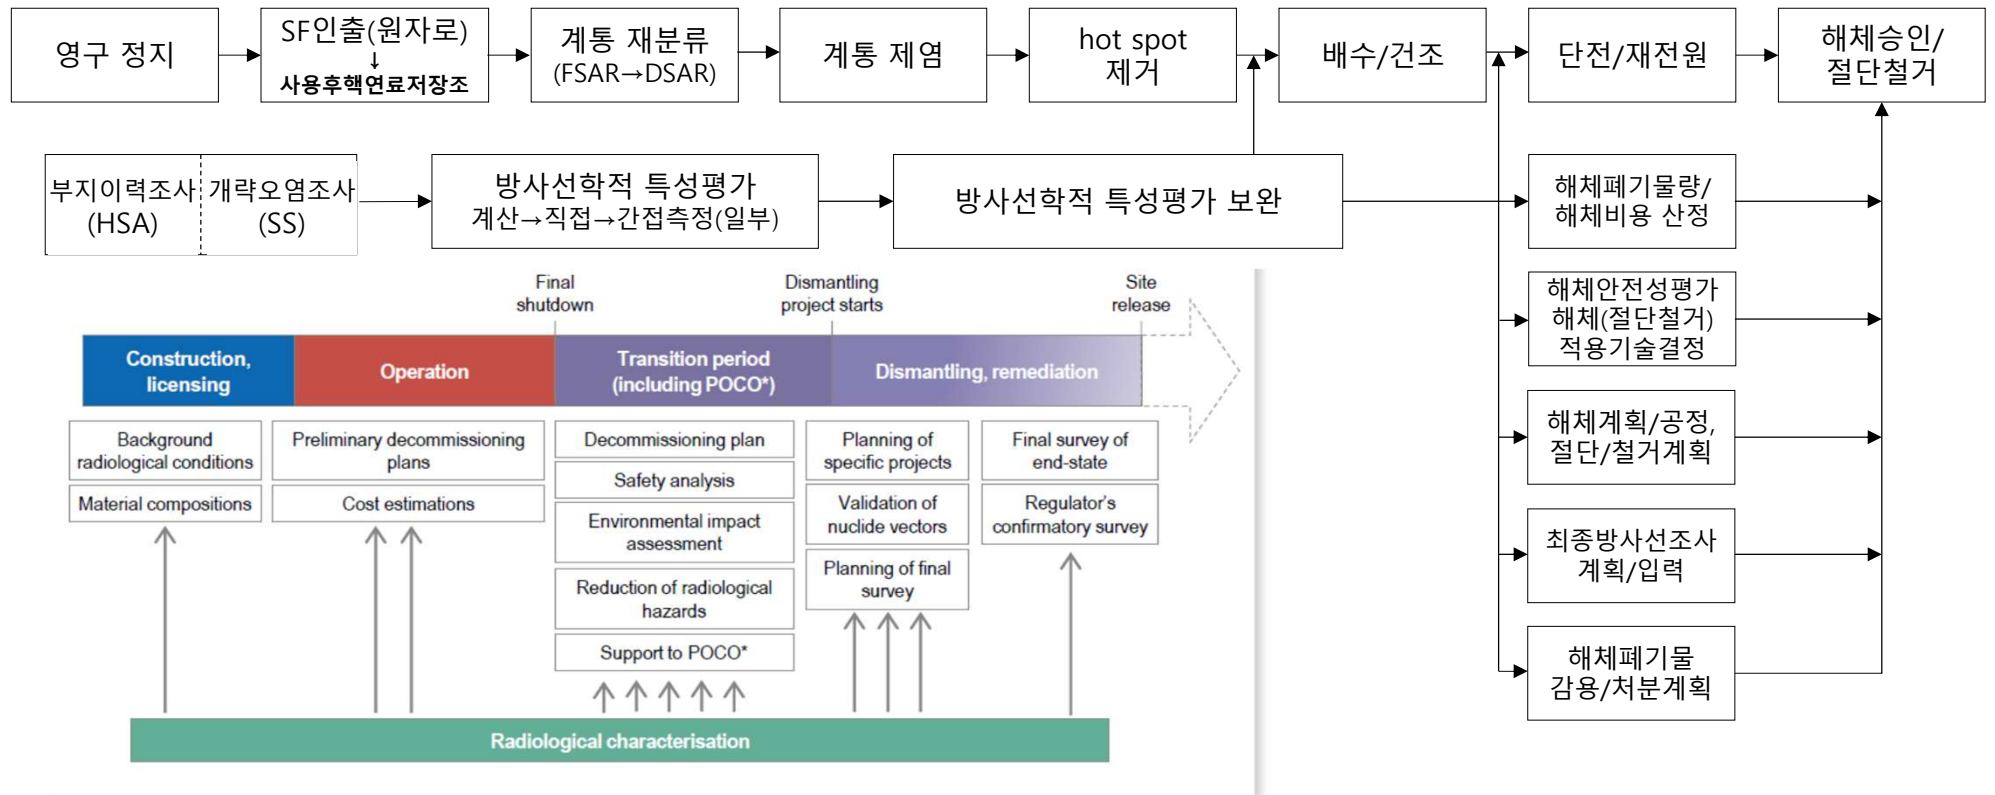 영구 정지
SF인출(원자로)
↓
사용후핵연료저장조
계통 재분류
(FSAR→DSAR)
계통 제염
hot spot
제거
배수/건조
단전/재전원
해체승인/
절단철거
부지이력조사
(HSA)
개략오염조사
(SS)
방사선학적 특성평가
계산→직접→간접측정(일부)
방사선학적 특성평가 보완
해체폐기물량/
해체비용 산정
해체안전성평가
해체(절단철거)
적용기술결정
해체계획/공정,
절단/철거계획
최종방사선조사
계획/입력
해체폐기물
감용/처분계획
Final
shutdown
Dismantling
project starts
Site
release
Construction,
licensing
Operation
Transition period
(including POCO*)
Dismantling, remediation
Background
radiological conditions
Material compositions
Preliminary decommissioning
plans
Cost estimations
Decommissioning plan
Safety analysis
Environmental impact
assessment
Reduction of radiological
hazards
Support to POCO*
Planning of
specific projects
Validation of
nuclide vectors
Planning of final
survey
Final survey of
end-state
Regulator's
confirmatory survey
Radiological characterisation